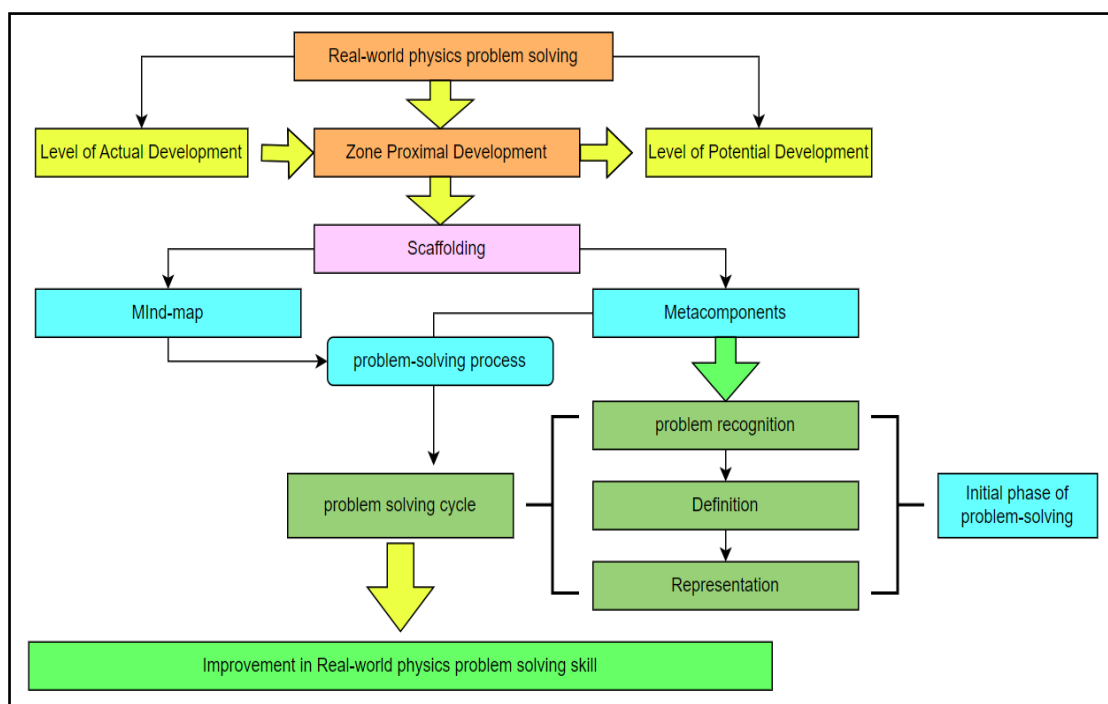 Real-world physics problem solving
Level of Actual Development
Zone Proximal Development
Level of Potential Development
Scaffolding
MInd-map
Metacomponents
problem-solving process
problem recognition
problem solving cycle
Definition
Initial phase of
problem-solving
Representation
Improvement in Real-world physics problem solving skill